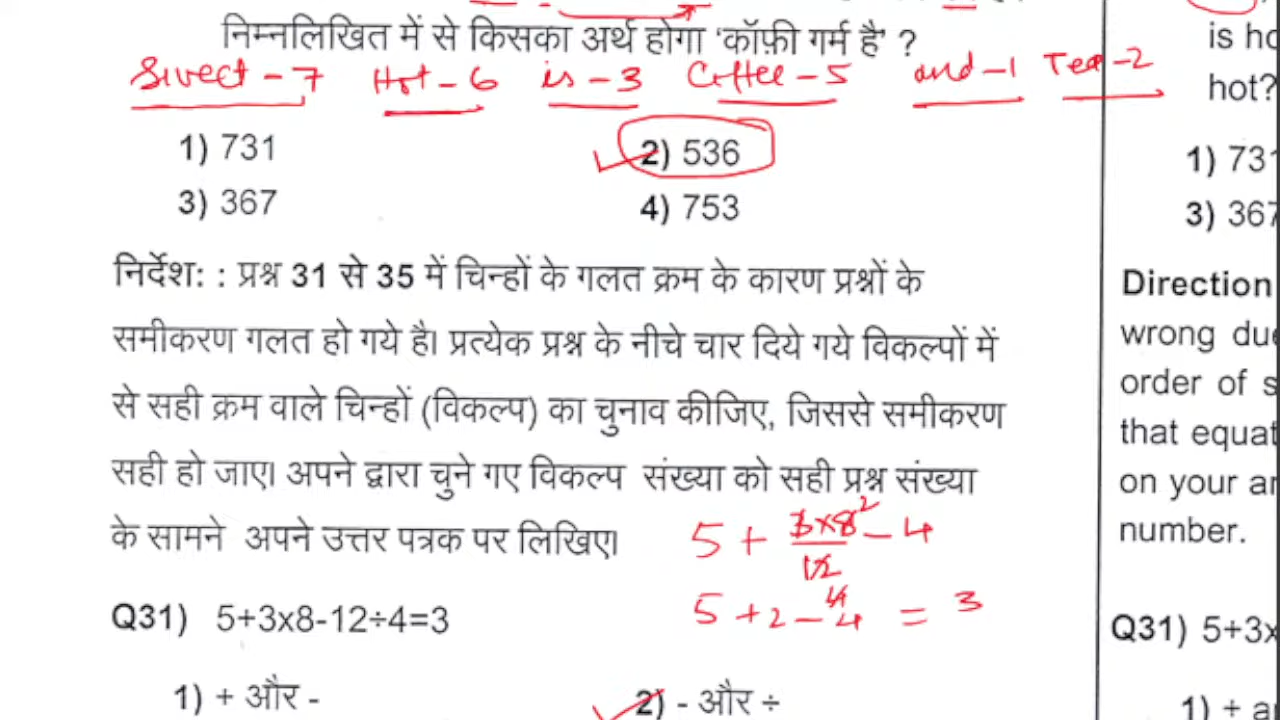 निम्नलिखित में से किसका अर्थ होगा 'कॉफ़ी गर्म है' ?
Sweet - 7 Hot - 6 is - 3 Coffee - 5 and - 1 Tea - 2
1) 731
2) 536
3) 367
4) 753
निर्देश: : प्रश्न 31 से 35 में चिन्हों के गलत क्रम के कारण प्रश्नों के
समीकरण गलत हो गये है। प्रत्येक प्रश्न के नीचे चार दिये गये विकल्पों में
से सही क्रम वाले चिन्हों (विकल्प) का चुनाव कीजिए, जिससे समीकरण
सही हो जाए। अपने द्वारा चुने गए विकल्प संख्या को सही प्रश्न संख्या
के सामने अपने उत्तर पत्रक पर लिखिए।
5 + 3x8 2 - 4
12
Q31) 5+3x8-12÷4=3
5 + 2 - 4 = 3
1) + और -
2) - और ÷
is ho
hot?
1) 731
3) 367
Direction
wrong due
order of s
that equat
on your an
number.
Q31) 5+3x
1) + a